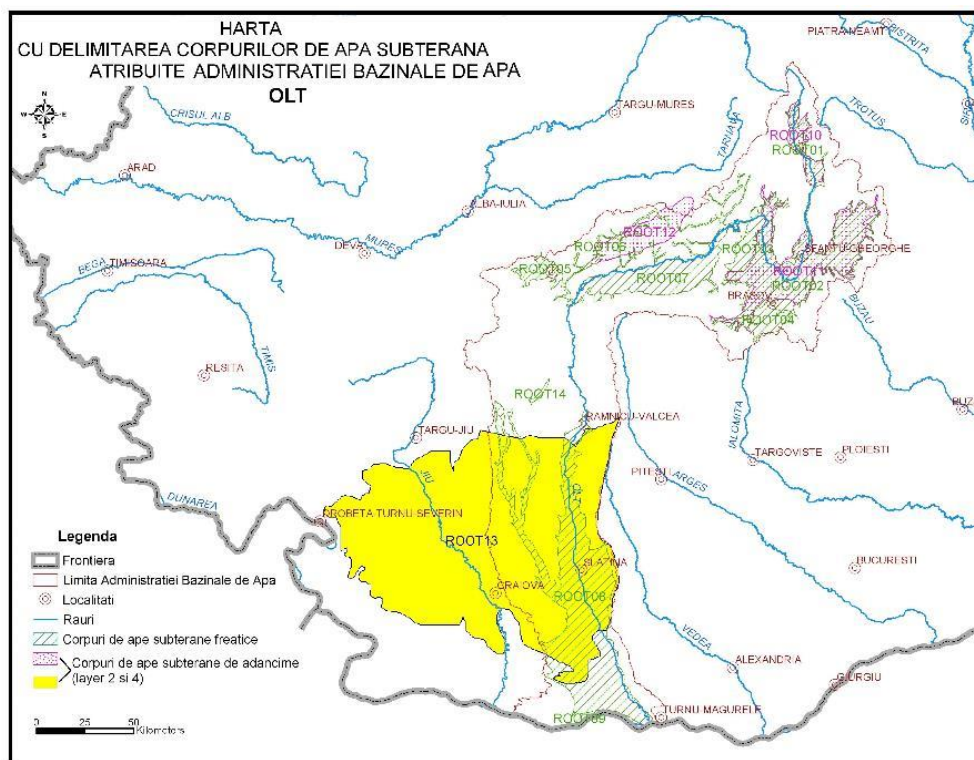 HARTA
CU DELIMITAREA CORPURILOR DE APA SUBTERANA
ATRIBUITE ADMINISTRATIEI BAZINALE DE APA
OLT
N
W
E
S
PIATRA-NEAMT
BISTRITA
CRISUL ALB
TARGU-MURES
TARNAVA
TROTUS
ROOT10
ROOT01
ARAD
ALBA-IULIA
DEVA
MURES
ROOT12
ROOT06
ROOT05
SFANTU-GHEORGHE
BEGA
TIMISOARA
ROOT07
ROOT11
ROOT02
BRASOV
ROOT04
BUZAU
TIMIS
RESITA
ROOT14
RAMNICU-VALCEA
IALOMITA
TARGU-JIU
TARGOVISTE
PLOIESTI
PITESTI
ARGES
JIU
OLT
DUNAREA
DROBETA TURNU-SEVERIN
ROOT13
SLATINA
BUCURESTI
CRAIOVA
ROOT08
VEDEA
ALEXANDRIA
GIURGIU
TURNU-MAGURELE
ROOT09
Legenda
Frontiera
Limita Administratiei Bazinale de Apa
Localitati
Rauri
Corpuri de ape subterane freatice
Corpuri de ape subterane de adancime
(layer 2 si 4)
0 25 50
Kilometers